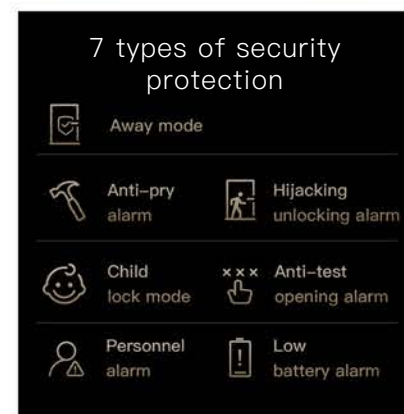 7 types of security
protection
Away mode
Anti-pry
alarm
Hijacking
unlocking alarm
Child
lock mode
×××
Anti-test
opening alarm
Personnel
alarm
Low
battery alarm